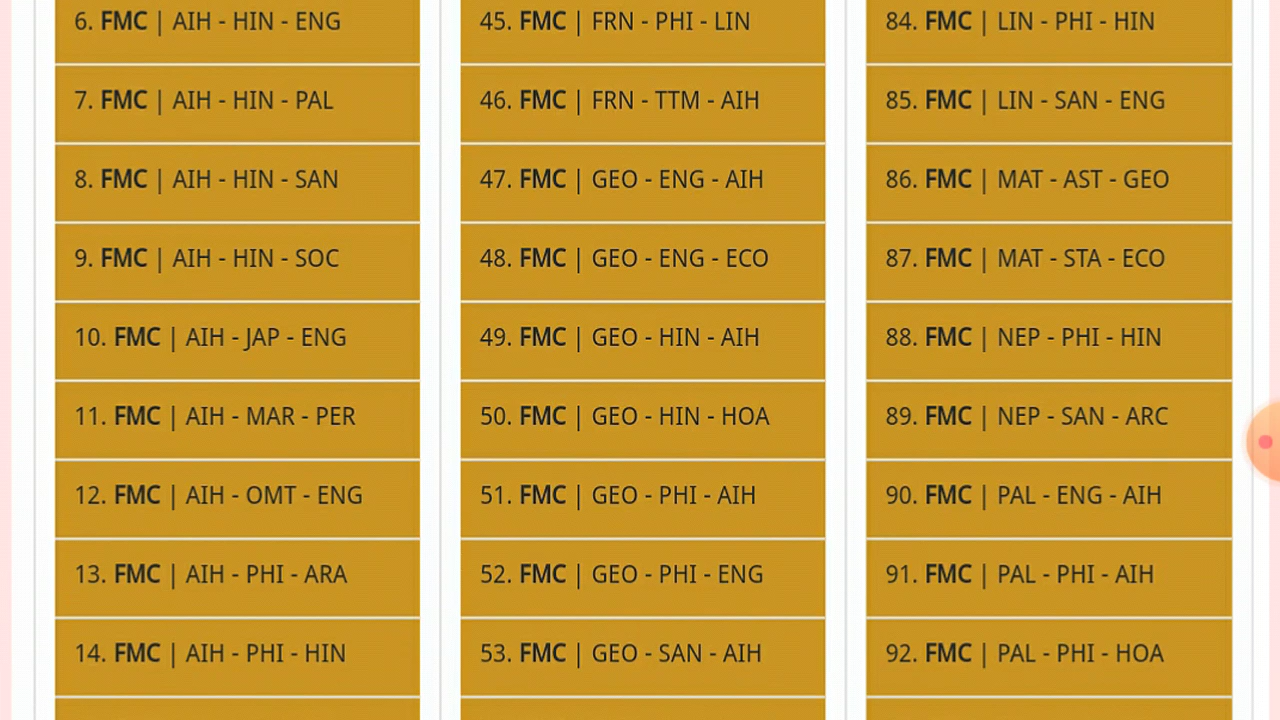 6. FMC | AIH - HIN - ENG
7. FMC | AIH - HIN - PAL
8. FMC | AIH - HIN - SAN
9. FMC | AIH - HIN - SOC
10. FMC | AIH - JAP - ENG
11. FMC | AIH - MAR - PER
12. FMC | AIH - OMT - ENG
13. FMC | AIH - PHI - ARA
14. FMC | AIH - PHI - HIN
45. FMC | FRN - PHI - LIN
46. FMC | FRN - TTM - AIH
47. FMC | GEO - ENG - AIH
48. FMC | GEO - ENG - ECO
49. FMC | GEO - HIN - AIH
50. FMC | GEO - HIN - HOA
51. FMC | GEO - PHI - AIH
52. FMC | GEO - PHI - ENG
53. FMC | GEO - SAN - AIH
84. FMC | LIN - PHI - HIN
85. FMC | LIN - SAN - ENG
86. FMC | MAT - AST - GEO
87. FMC | MAT - STA - ECO
88. FMC | NEP - PHI - HIN
89. FMC | NEP - SAN - ARC
90. FMC | PAL - ENG - AIH
91. FMC | PAL - PHI - AIH
92. FMC | PAL - PHI - HOA